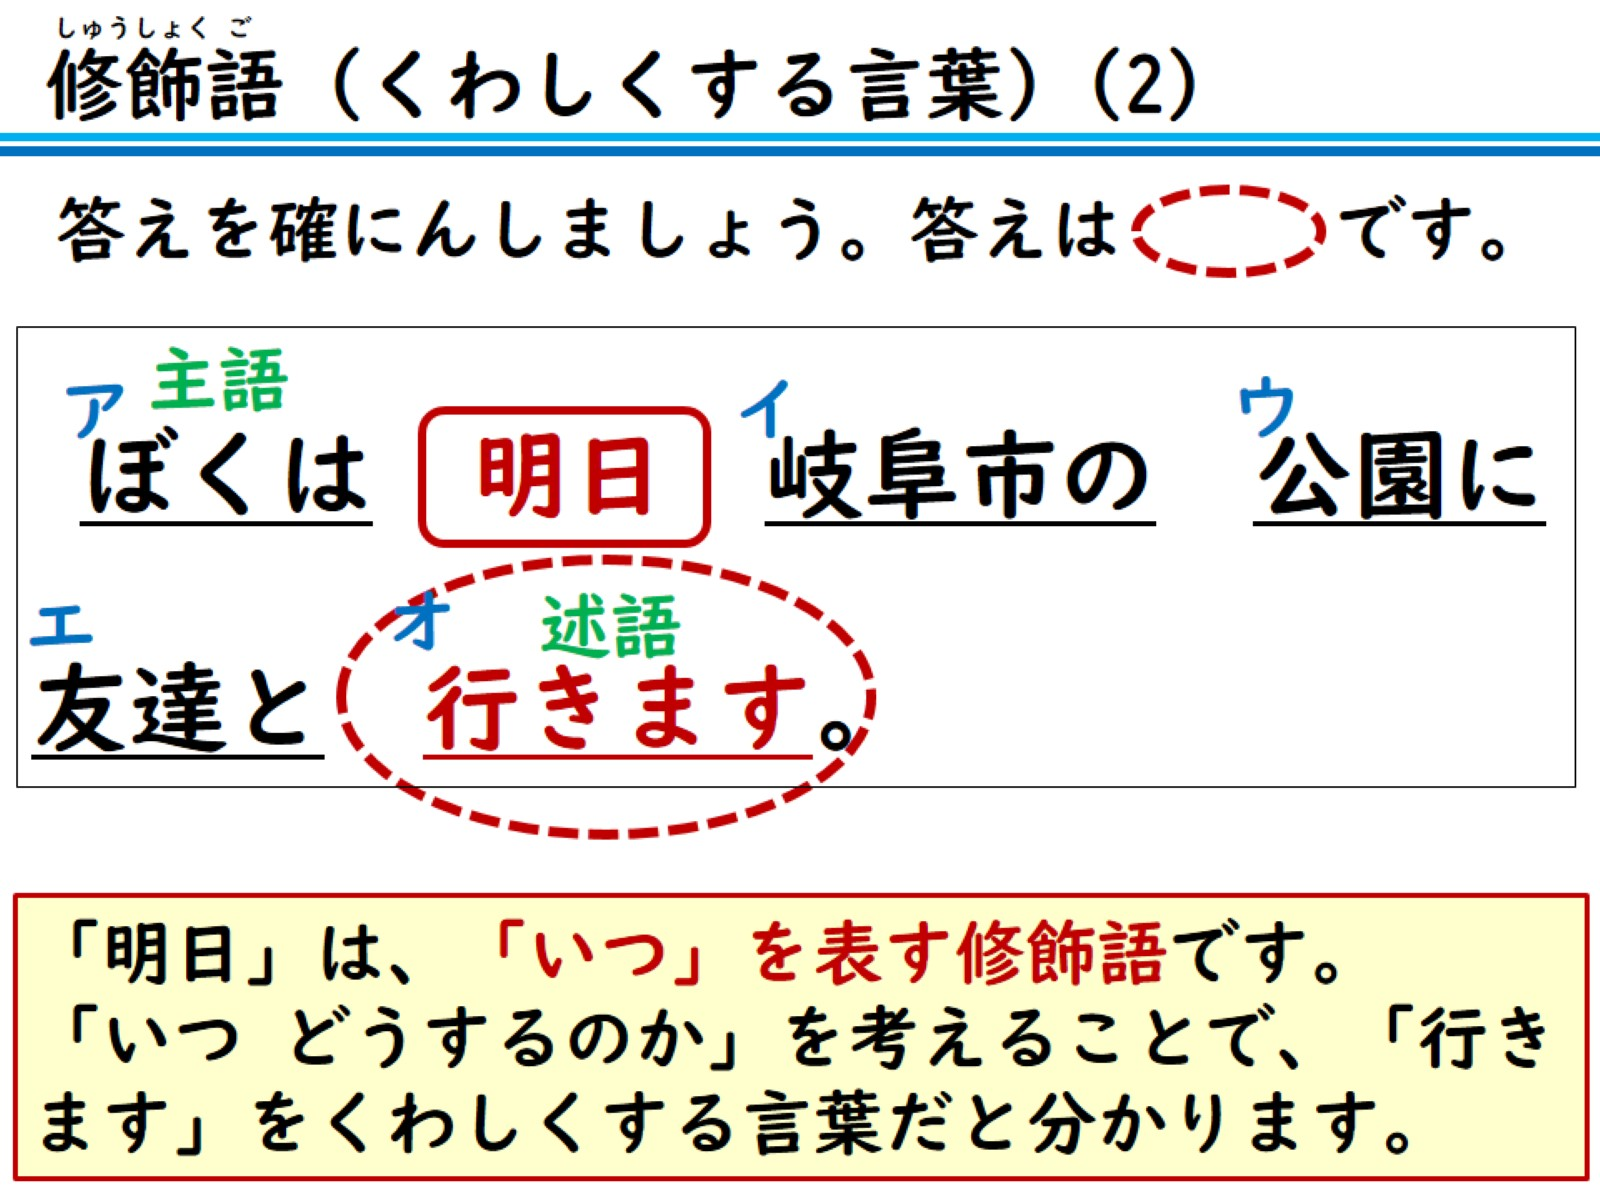 しゅうしょく ご
修飾語（くわしくする言葉）(2)
答えを確にんしましょう。答えは です。
ア 主語 イ ウ
ぼくは 明日 岐阜市の 公園に
エ オ 述語
友達と 行きます。
「明日」は、「いつ」を表す修飾語です。
「いつ どうするのか」を考えることで、「行き
ます」をくわしくする言葉だと分かります。